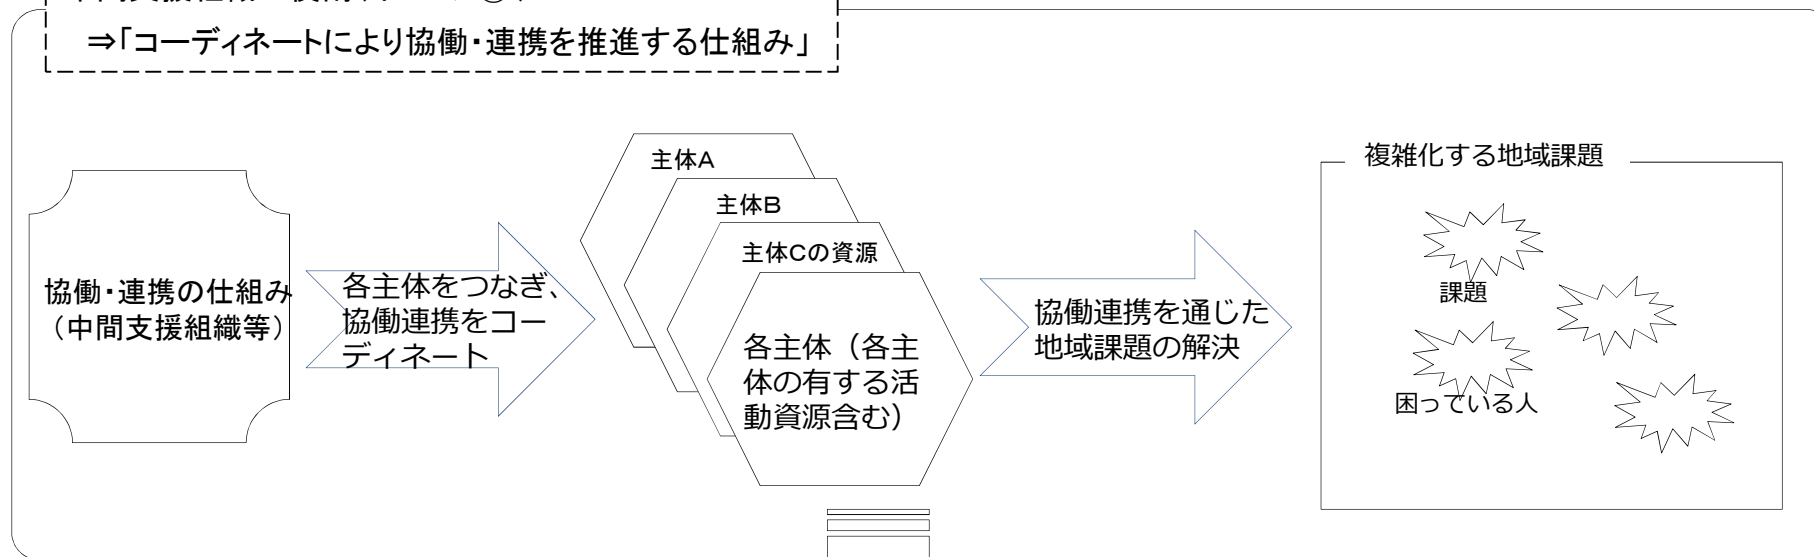 ⇒「コーディネートにより協働・連携を推進する仕組み」
協働・連携の仕組み
（中間支援組織等）
各主体をつなぎ、
協働連携をコー
ディネート
主体A
主体B
主体Cの資源
各主体（各主
体の有する活
動資源含む）
協働連携を通じた
地域課題の解決
複雑化する地域課題
課題
困っている人